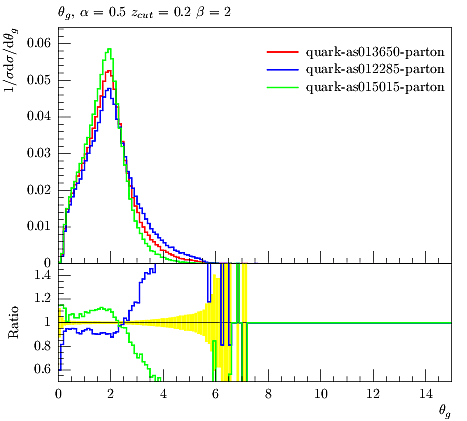 θg, α = 0.5 zcut = 0.2 β = 2
1/σdσ/dθg
0.06
0.05
0.04
0.03
0.02
0.01
0
quark-as013650-parton
quark-as012285-parton
quark-as015015-parton
Ratio
1.4
1.2
1
0.8
0.6
0 2 4 6 8 10 12 14
θg